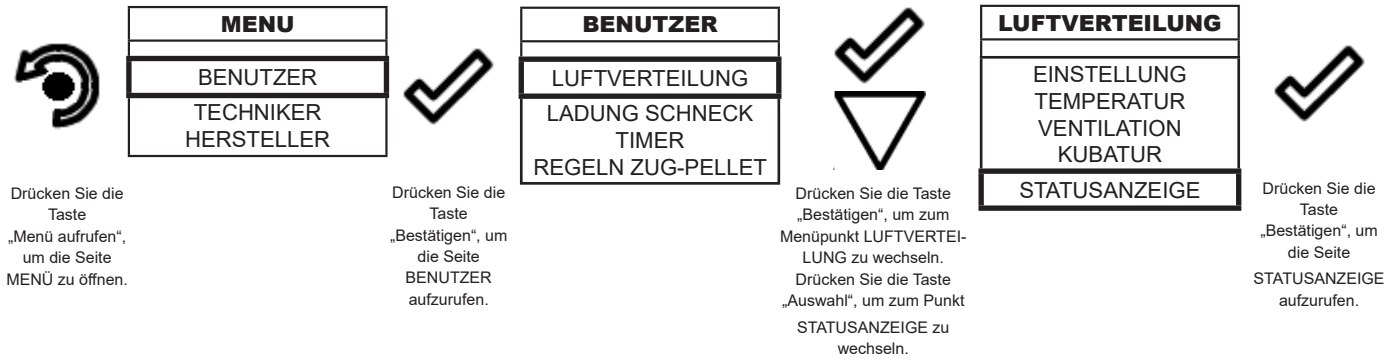 MENU
BENUTZER
TECHNIKER
HERSTELLER
Drücken Sie die
Taste
„Menü aufrufen“,
um die Seite
MENÜ zu öffnen.
Drücken Sie die
Taste
„Bestätigen“, um
die Seite
BENUTZER
aufzurufen.
BENUTZER
LUFTVERTEILUNG
LADUNG SCHNECK
TIMER
REGELN ZUG-PELLET
Drücken Sie die Taste
„Bestätigen“, um zum
Menüpunkt LUFTVERTEI-
LUNG zu wechseln.
Drücken Sie die Taste
„Auswahl“, um zum Punkt
STATUSANZEIGE zu
wechseln.
LUFTVERTEILUNG
EINSTELLUNG
TEMPERATUR
VENTILATION
KUBATUR
STATUSANZEIGE
Drücken Sie die
Taste
„Bestätigen“, um
die Seite
STATUSANZEIGE
aufzurufen.